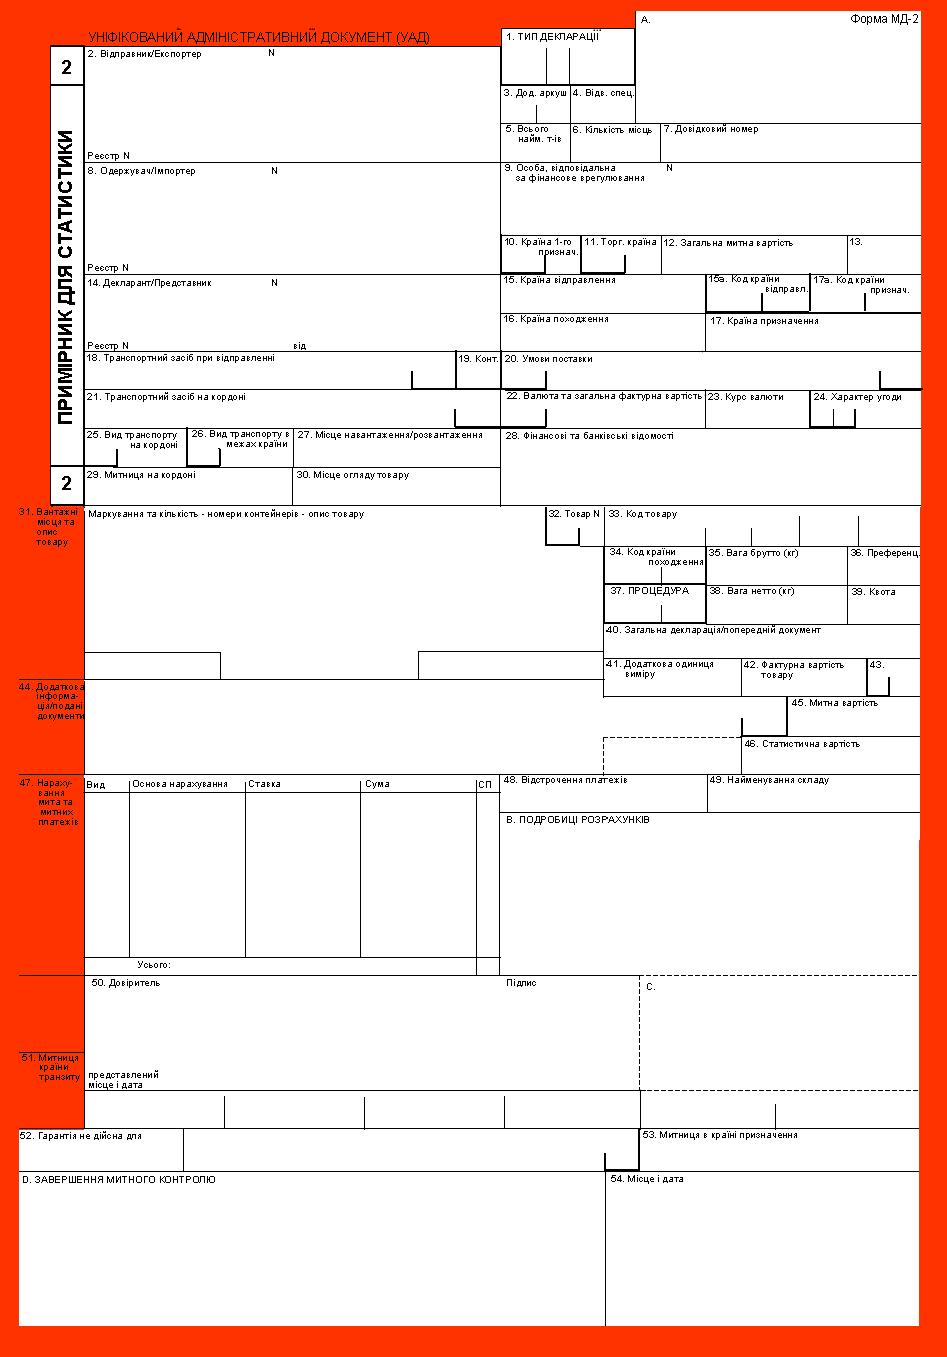 А.
Форма МД-2
УНІФІКОВАНИЙ АДМІНІСТРАТИВНИЙ ДОКУМЕНТ (УАД)
1. ТИП ДЕКЛАРАЦІЇ
2
2. Відправник/Експортер N
3. Дод. аркуш
4. Відв. спец.
5. Всього
найм. т-ів
6. Кількість місць
7. Довідковий номер
Реєстр N
ПРИМІРНИК ДЛЯ СТАТИСТИКИ
8. Одержувач/Імпортер N
9. Особа, відповідальна N
за фінансове врегулювання
10. Країна 1-го
признач.
11. Торг. країна
12. Загальна митна вартість
13.
Реєстр N
14. Декларант/Представник N
15. Країна відправлення
15а. Код країни
відправл.
17а. Код країни
признач.
16. Країна походження
17. Країна призначення
Реєстр N від
18. Транспортний засіб при відправленні
19. Конт.
20. Умови поставки
21. Транспортний засіб на кордоні
22. Валюта та загальна фактурна вартість
23. Курс валюти
24. Характер угоди
25. Вид транспорту
на кордоні
26. Вид транспорту в
межах країни
27. Місце навантаження/розвантаження
28. Фінансові та банківські відомості
2
29. Митниця на кордоні
30. Місце огляду товару
31. Вантажні
місця та
опис
товару
Маркування та кількість - номери контейнерів - опис товару
32. Товар N
33. Код товару
34. Код країни
походження
35. Вага брутто (кг)
36. Преференц.
37. ПРОЦЕДУРА
38. Вага нетто (кг)
39. Квота
40. Загальна декларація/попередній документ
41. Додаткова одиниця
виміру
42. Фактурна вартість
товару
43.
44. Додаткова
інформа-
ція/подані
документи
45. Митна вартість
46. Статистична вартість
47. Нараху-
вання
мита та
митних
платежів
Вид
Основа нарахування
Ставка
Сума
СП
48. Відстрочення платежів
49. Найменування складу
В. ПОДРОБИЦІ РОЗРАХУНКІВ
Усього:
50. Довіритель
Підпис
С.
51. Митниця
країни
транзиту
представлений
місце і дата
52. Гарантія не дійсна для
53. Митниця в країні призначення
D. ЗАВЕРШЕННЯ МИТНОГО КОНТРОЛЮ
54. Місце і дата